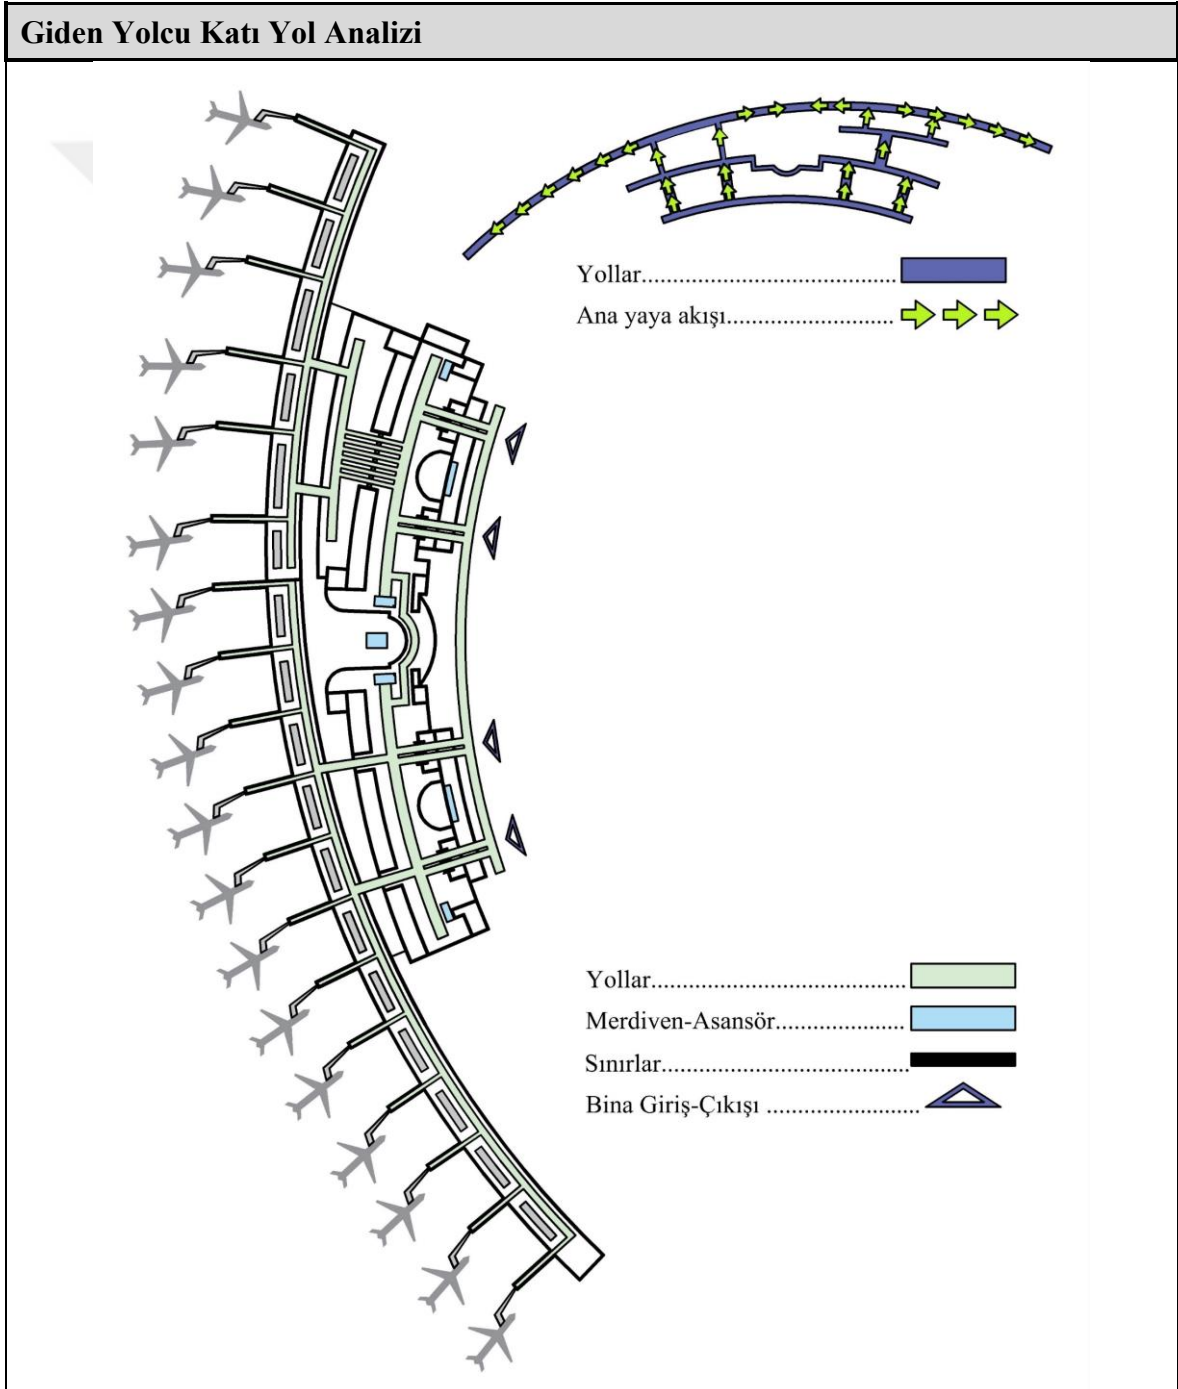 Giden Yolcu Katı Yol Analizi
Yollar..........................................
Ana yaya akışı............................
Yollar..........................................
Merdiven-Asansör.....................
Sınırlar.........................................
Bina Giriş-Çıkışı .........................